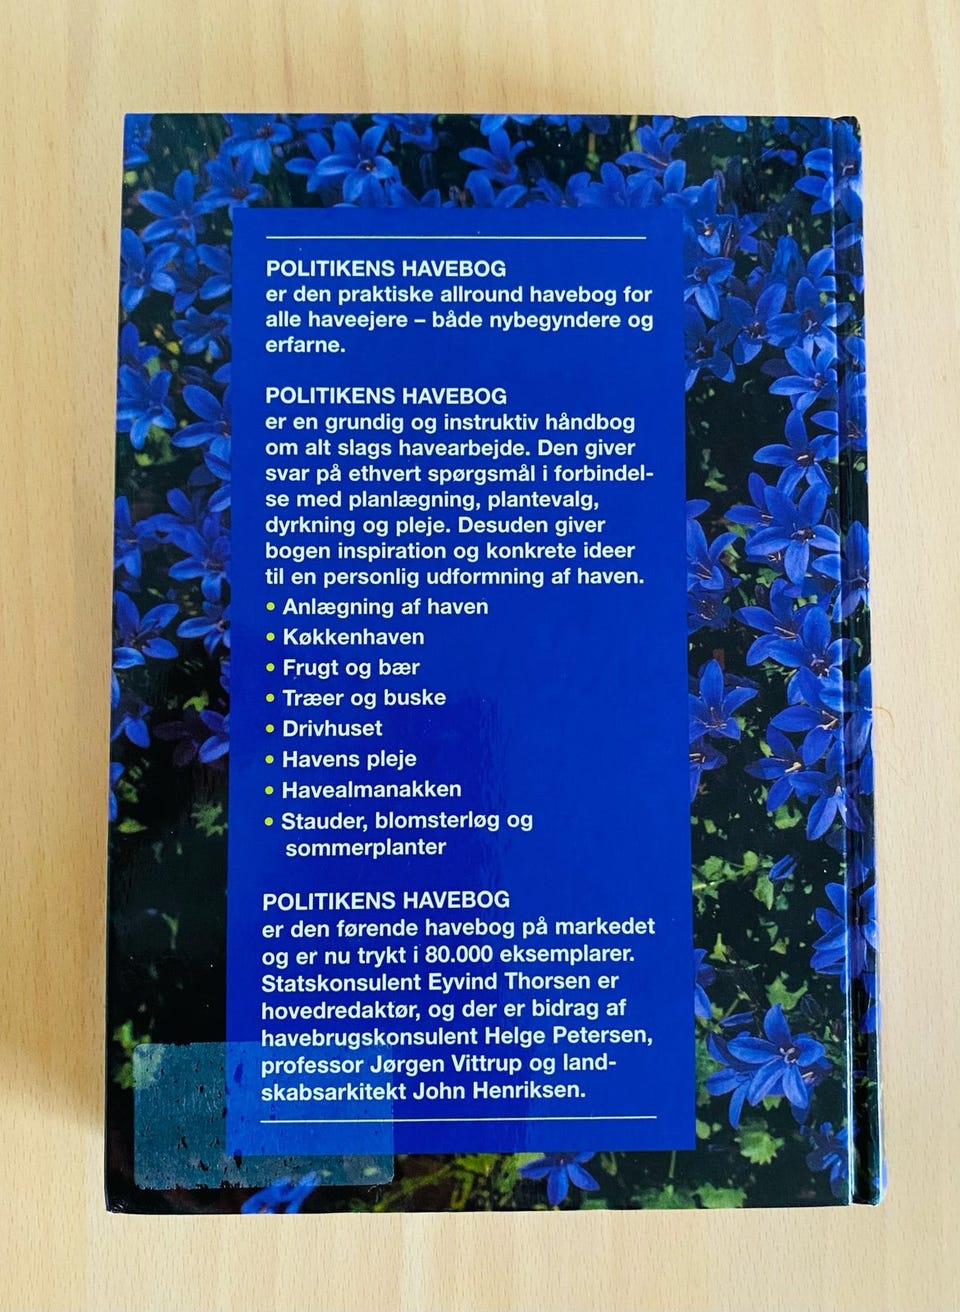 POLITIKENS HAVEBOG
er den praktiske allround havebog for
alle haveejere – både nybegyndere og
erfarne.
POLITIKENS HAVEBOG
er en grundig og instruktiv håndbog
om alt slags havearbejde. Den giver
svar på ethvert spørgsmål i forbindel-
se med planlægning, plantevalg,
dyrkning og pleje. Desuden giver
bogen inspiration og konkrete ideer
til en personlig udformning af haven.
• Anlægning af haven
• Køkkenhaven
• Frugt og bær
• Træer og buske
• Drivhuset
• Havens pleje
• Havealmanakken
• Stauder, blomsterløg og
sommerplanter
POLITIKENS HAVEBOG
er den førende havebog på markedet
og er nu trykt i 80.000 eksemplarer.
Statskonsulent Eyvind Thorsen er
hovedredaktør, og der er bidrag af
havebrugskonsulent Helge Petersen,
professor Jørgen Vittrup og land-
skabsarkitekt John Henriksen.